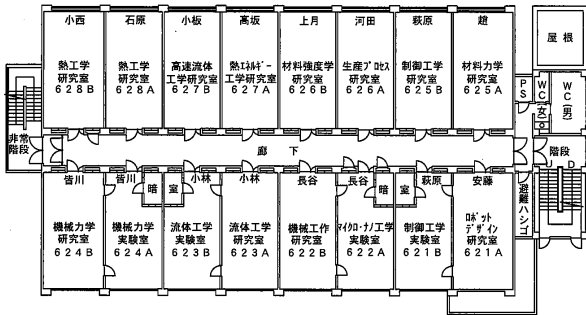 小西
石原
小板
高坂
上月
河田
萩原
趙
熱工学
研究室
628B
熱工学
研究室
628A
高速流体
工学研究室
627B
熱エネルギー
工学研究室
627A
材料強度学
研究室
626B
生産プロセス
研究室
626A
制御工学
研究室
625B
材料力学
研究室
625A
屋根
PS
WC(女)
WC(男)
非常
階段
廊下
階段
U
D
避難ハシゴ
皆川
皆川
暗室
小林
小林
長谷
長谷
暗室
萩原
安藤
機械力学
研究室
624B
機械力学
実験室
624A
流体工学
実験室
623B
流体工学
研究室
623A
機械工作
研究室
622B
マイクロ・ナノ工学
実験室
622A
制御工学
実験室
621B
ロボット
デザイン
研究室
621A